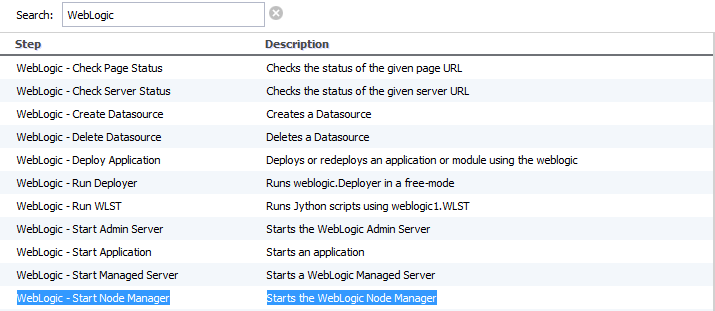 Search: WebLogic
Step Description
WebLogic - Check Page Status Checks the status of the given page URL
WebLogic - Check Server Status Checks the status of the given server URL
WebLogic - Create Datasource Creates a Datasource
WebLogic - Delete Datasource Deletes a Datasource
WebLogic - Deploy Application Deploys or redeploys an application or module using the weblogic
WebLogic - Run Deployer Runs weblogic.Deployer in a free-mode
WebLogic - Run WLST Runs Jython scripts using weblogic1.WLST
WebLogic - Start Admin Server Starts the WebLogic Admin Server
WebLogic - Start Application Starts an application
WebLogic - Start Managed Server Starts a WebLogic Managed Server
WebLogic - Start Node Manager Starts the WebLogic Node Manager